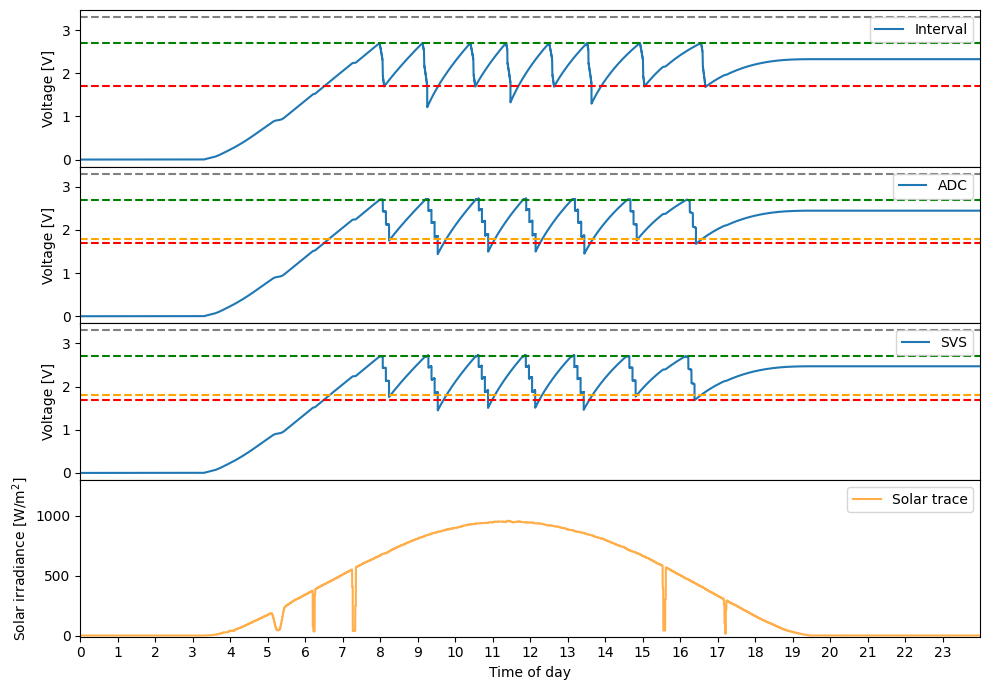 Voltage [V]
3
2
1
0
Interval
Voltage [V]
3
2
1
0
ADC
Voltage [V]
3
2
1
0
SVS
Solar irradiance [W/m²]
1000
500
0
Solar trace
0 1 2 3 4 5 6 7 8 9 10 11 12 13 14 15 16 17 18 19 20 21 22 23
Time of day